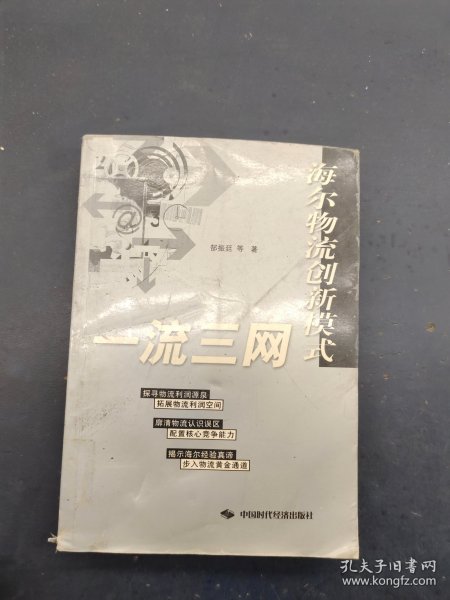 海尔物流创新模式
郜振廷 等 著
一流三网
探寻物流利润源泉
拓展物流利润空间
廓清物流认识误区
配置核心竞争能力
揭示海尔经验真谛
步入物流黄金通道
中国时代经济出版社
孔夫子旧书网
www.kongfz.com